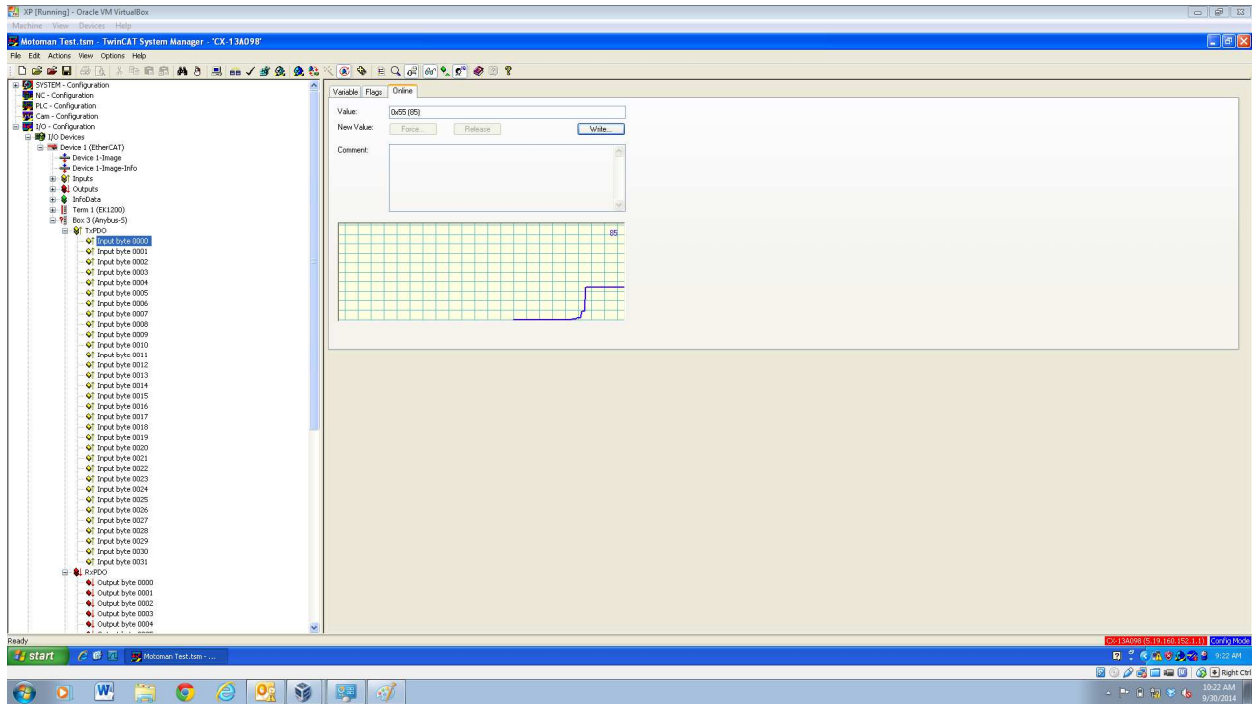 XP [Running] - Oracle VM VirtualBox
Machine View Devices Help
Motoman Test.tsm - TwinCAT System Manager - 'CX-13A098'
File Edit Actions View Options Help
SYSTEM - Configuration
NC - Configuration
PLC - Configuration
Cam - Configuration
I/O - Configuration
I/O Devices
Device 1 (EtherCAT)
Device 1-Image
Device 1-Image-Info
Inputs
Outputs
InfoData
Term 1 (EK1200)
Box 3 (Anybus-S)
TxPDO
Input byte 0000
Input byte 0001
Input byte 0002
Input byte 0003
Input byte 0004
Input byte 0005
Input byte 0006
Input byte 0007
Input byte 0008
Input byte 0009
Input byte 0010
Input byte 0011
Input byte 0012
Input byte 0013
Input byte 0014
Input byte 0015
Input byte 0016
Input byte 0017
Input byte 0018
Input byte 0019
Input byte 0020
Input byte 0021
Input byte 0022
Input byte 0023
Input byte 0024
Input byte 0025
Input byte 0026
Input byte 0027
Input byte 0028
Input byte 0029
Input byte 0030
Input byte 0031
RxPDO
Output byte 0000
Output byte 0001
Output byte 0002
Output byte 0003
Output byte 0004
Variable Flags Online
Value: 0x55 (85)
New Value: Force... Release Write...
Comment:
85
Ready
CX-13A098 (5.19.160.152.1.1) Config Mode
start
Motoman Test.tsm - ...
9:22 AM
Right Ctrl
10:22 AM
9/30/2014